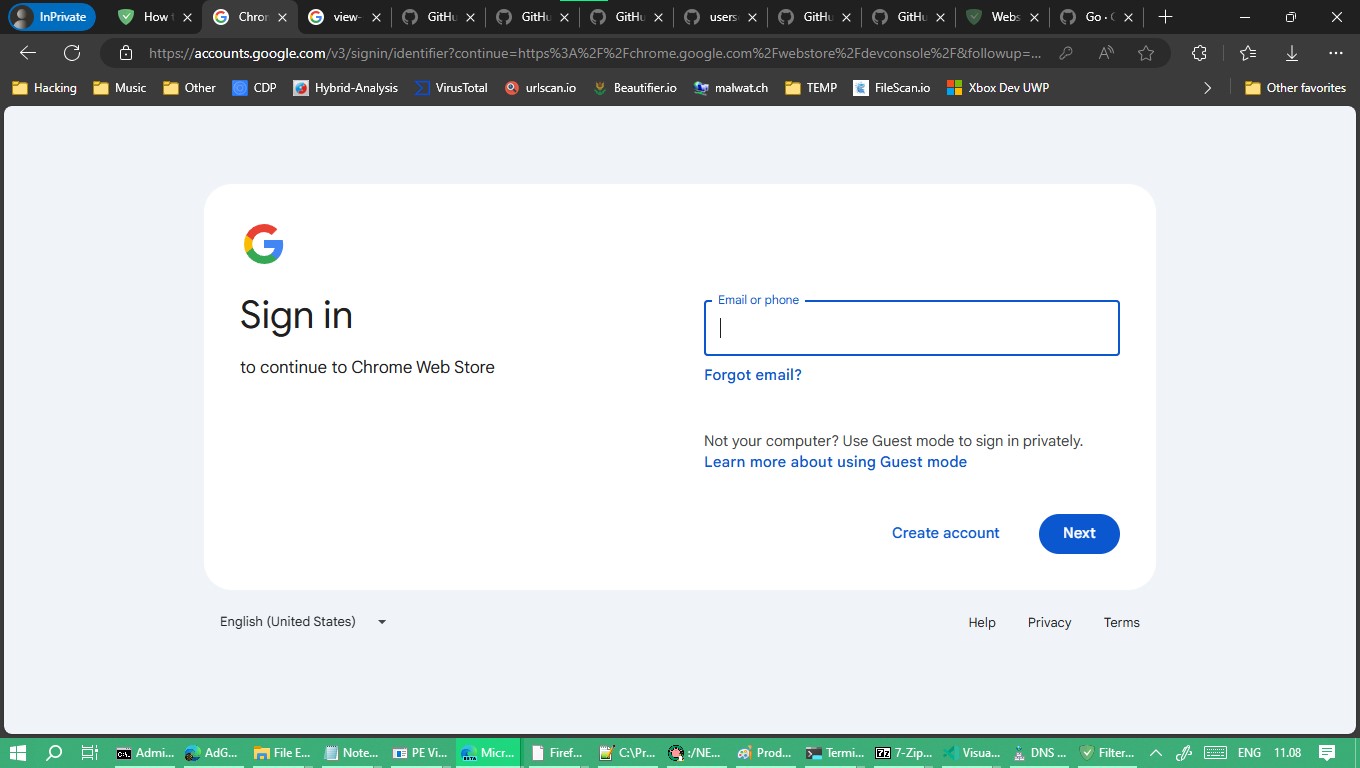 InPrivate
How t
Chron
view-
GitHu
GitHu
GitHu
users
GitHu
GitHu
Webs
Go · G
https://accounts.google.com/v3/signin/identifier?continue=https%3A%2F%2Fchrome.google.com%2Fwebstore%2Fdevconsole%2F&followup=...
Hacking
Music
Other
CDP
Hybrid-Analysis
VirusTotal
urlscan.io
Beautifier.io
malwat.ch
TEMP
FileScan.io
Xbox Dev UWP
Other favorites
Sign in
to continue to Chrome Web Store
Email or phone
Forgot email?
Not your computer? Use Guest mode to sign in privately.
Learn more about using Guest mode
Create account
Next
English (United States)
Help
Privacy
Terms
Admi...
AdG...
File E...
Note...
PE Vi...
Micr...
Firef...
C:\Pr...
:/NE...
Prod...
Termi...
7-Zip...
Visua...
DNS ...
Filter...
ENG
11.08